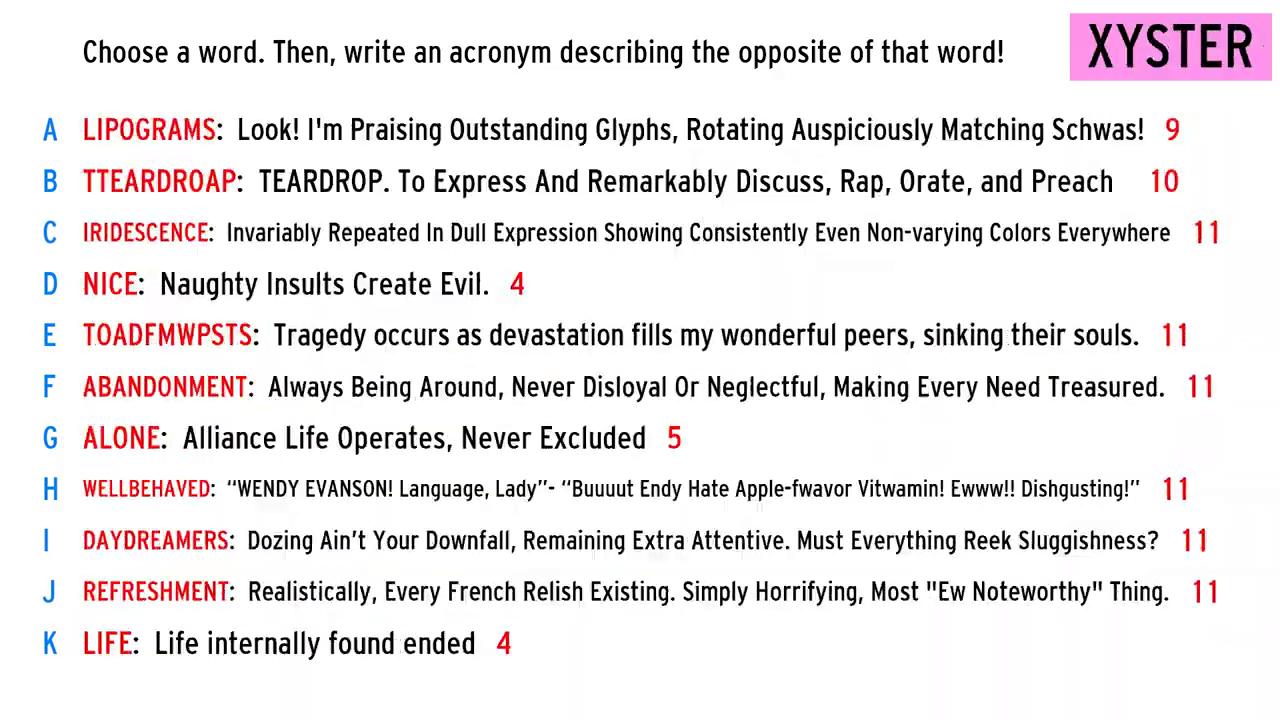 Choose a word. Then, write an acronym describing the opposite of that word!
XYSTER
A LIPOGRAMS: Look! I'm Praising Outstanding Glyphs, Rotating Auspiciously Matching Schwas! 9
B TTEARDROAP: TEARDROP. To Express And Remarkably Discuss, Rap, Orate, and Preach 10
C IRIDESCENCE: Invariably Repeated In Dull Expression Showing Consistently Even Non-varying Colors Everywhere 11
D NICE: Naughty Insults Create Evil. 4
E TOADFMWPSTS: Tragedy occurs as devastation fills my wonderful peers, sinking their souls. 11
F ABANDONMENT: Always Being Around, Never Disloyal Or Neglectful, Making Every Need Treasured. 11
G ALONE: Alliance Life Operates, Never Excluded 5
H WELLBEHAVED: “WENDY EVANSON! Language, Lady”- “Buuuut Endy Hate Apple-fwavor Vitwamin! Ewww!! Dishgusting!” 11
I DAYDREAMERS: Dozing Ain’t Your Downfall, Remaining Extra Attentive. Must Everything Reek Sluggishness? 11
J REFRESHMENT: Realistically, Every French Relish Existing. Simply Horrifying, Most "Ew Noteworthy" Thing. 11
K LIFE: Life internally found ended 4